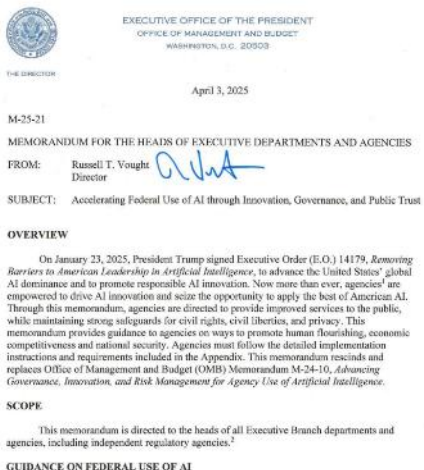 EXECUTIVE OFFICE OF THE PRESIDENT
OFFICE OF MANAGEMENT AND BUDGET
WASHINGTON, D.C. 20503
THE DIRECTOR
April 3, 2025
M-25-21
MEMORANDUM FOR THE HEADS OF EXECUTIVE DEPARTMENTS AND AGENCIES
FROM: Russell T. Vought
Director
SUBJECT: Accelerating Federal Use of AI through Innovation, Governance, and Public Trust
OVERVIEW
On January 23, 2025, President Trump signed Executive Order (E.O.) 14179, Removing
Barriers to American Leadership in Artificial Intelligence, to advance the United States' global
AI dominance and to promote responsible AI innovation. Now more than ever, agencies¹ are
empowered to drive AI innovation and seize the opportunity to apply the best of American AI.
Through this memorandum, agencies are directed to provide improved services to the public,
while maintaining strong safeguards for civil rights, civil liberties, and privacy. This
memorandum provides guidance to agencies on ways to promote human flourishing, economic
competitiveness and national security. Agencies must follow the detailed implementation
instructions and requirements included in the Appendix. This memorandum rescinds and
replaces Office of Management and Budget (OMB) Memorandum M-24-10, Advancing
Governance, Innovation, and Risk Management for Agency Use of Artificial Intelligence.
SCOPE
This memorandum is directed to the heads of all Executive Branch departments and
agencies, including independent regulatory agencies.²
GUIDANCE ON FEDERAL USE OF AI